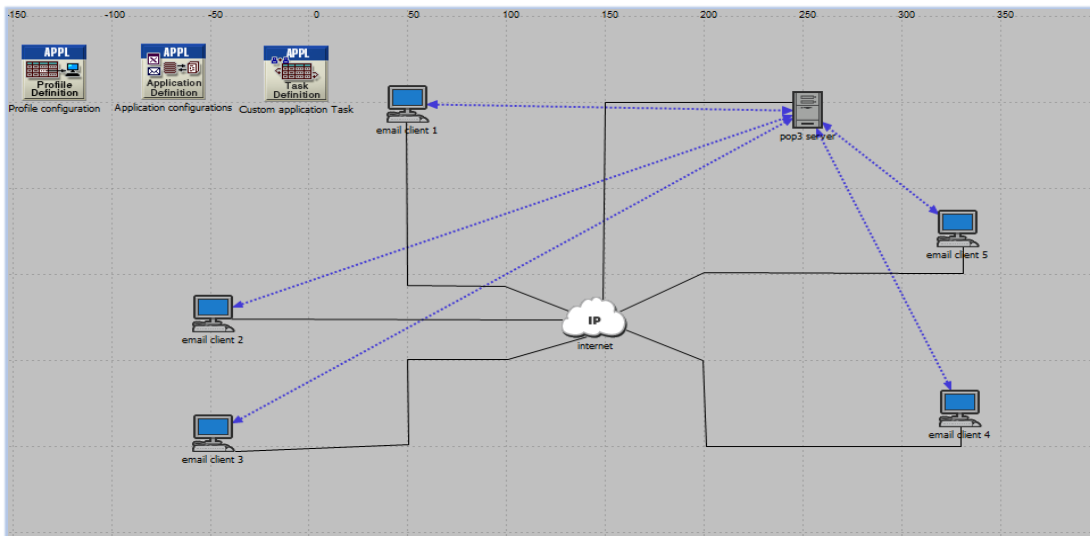 -150 -100 -50 0 50 100 150 200 250 300 350
APPL
Profile
Definition
Profile configuration
APPL
Application
Definition
Application configurations
APPL
Task
Definition
Custom application Task
email client 1
pop3 server
email client 5
email client 2
IP
internet
email client 3
email client 4